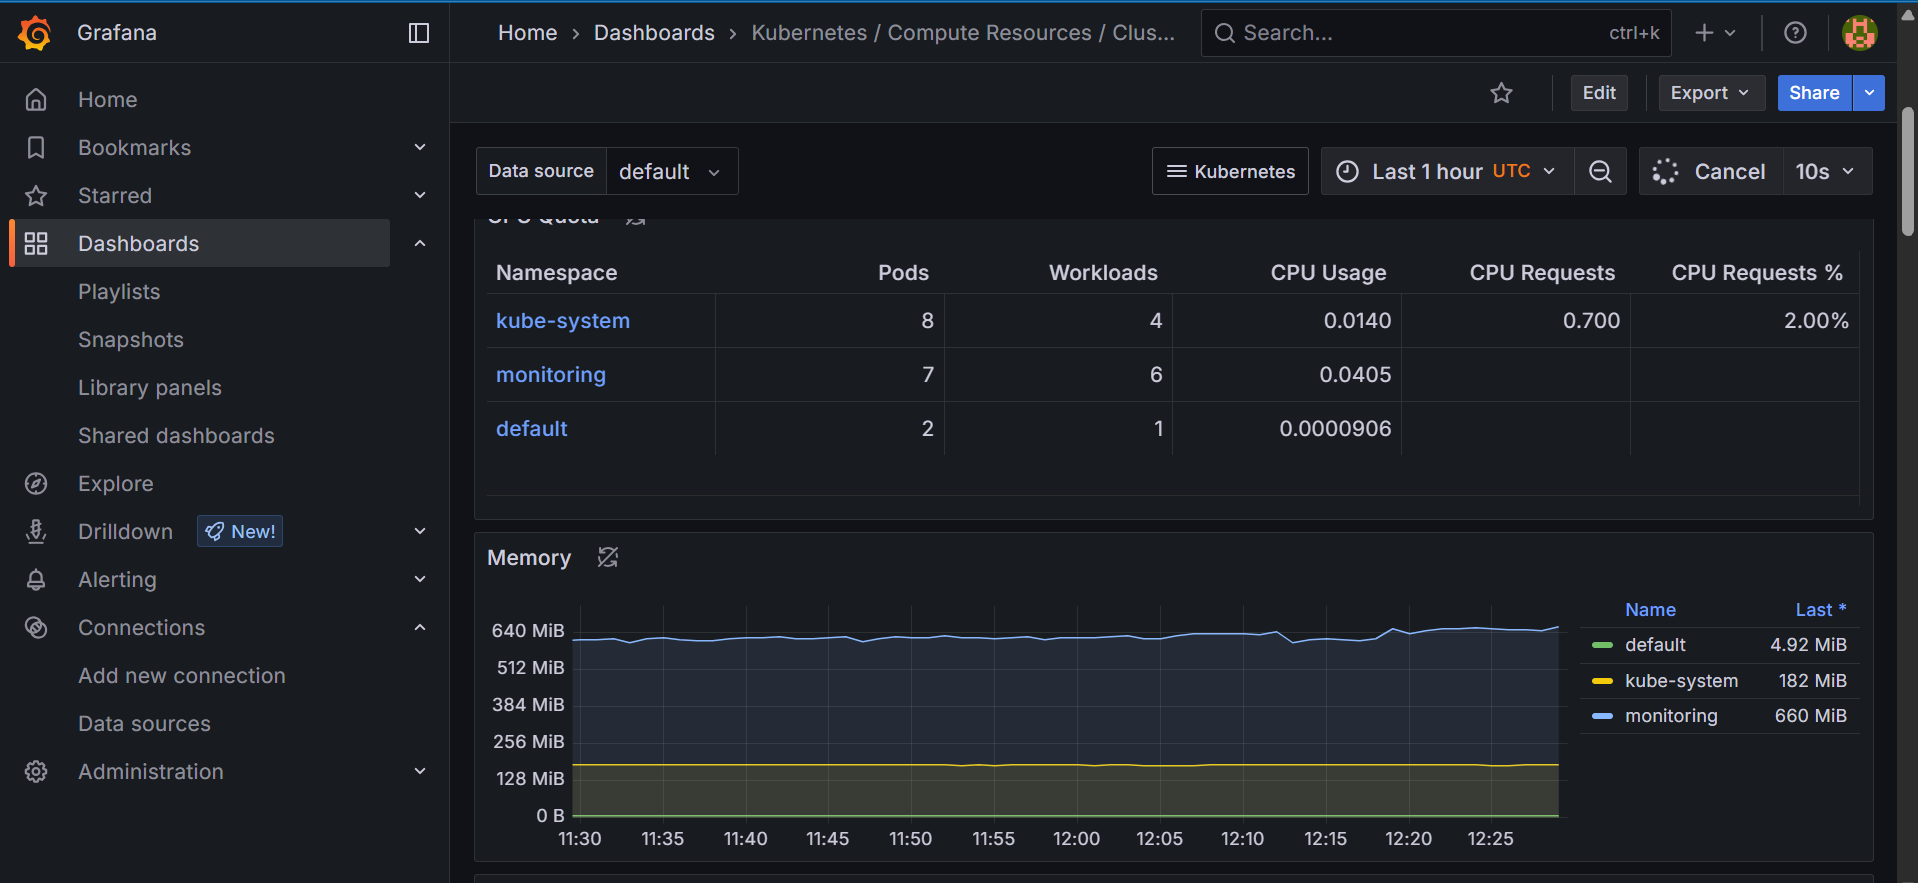 Grafana
Home › Dashboards › Kubernetes / Compute Resources / Clus...
Search... ctrl+k
Edit Export Share
Home
Bookmarks
Starred
Dashboards
Playlists
Snapshots
Library panels
Shared dashboards
Explore
Drilldown New!
Alerting
Connections
Add new connection
Data sources
Administration
Data source default
Kubernetes Last 1 hour UTC Cancel 10s
CPU Quota
Namespace Pods Workloads CPU Usage CPU Requests CPU Requests %
kube-system 8 4 0.0140 0.700 2.00%
monitoring 7 6 0.0405
default 2 1 0.0000906
Memory
640 MiB
512 MiB
384 MiB
256 MiB
128 MiB
0 B
11:30 11:35 11:40 11:45 11:50 11:55 12:00 12:05 12:10 12:15 12:20 12:25
Name Last *
default 4.92 MiB
kube-system 182 MiB
monitoring 660 MiB